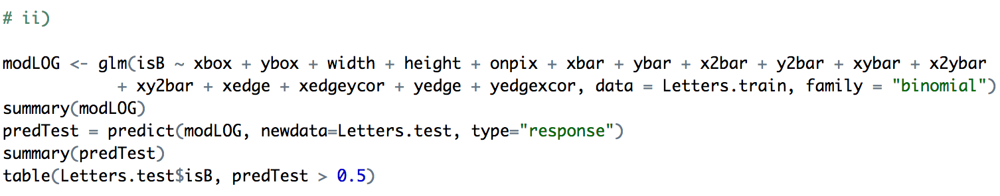 # ii)
modLOG <- glm(isB ~ xbox + ybox + width + height + onpix + xbar + ybar + x2bar + y2bar + xybar + x2ybar
+ xy2bar + xedge + xedgeycor + yedge + yedgexcor, data = Letters.train, family = "binomial")
summary(modLOG)
predTest = predict(modLOG, newdata=Letters.test, type="response")
summary(predTest)
table(Letters.test$isB, predTest > 0.5)